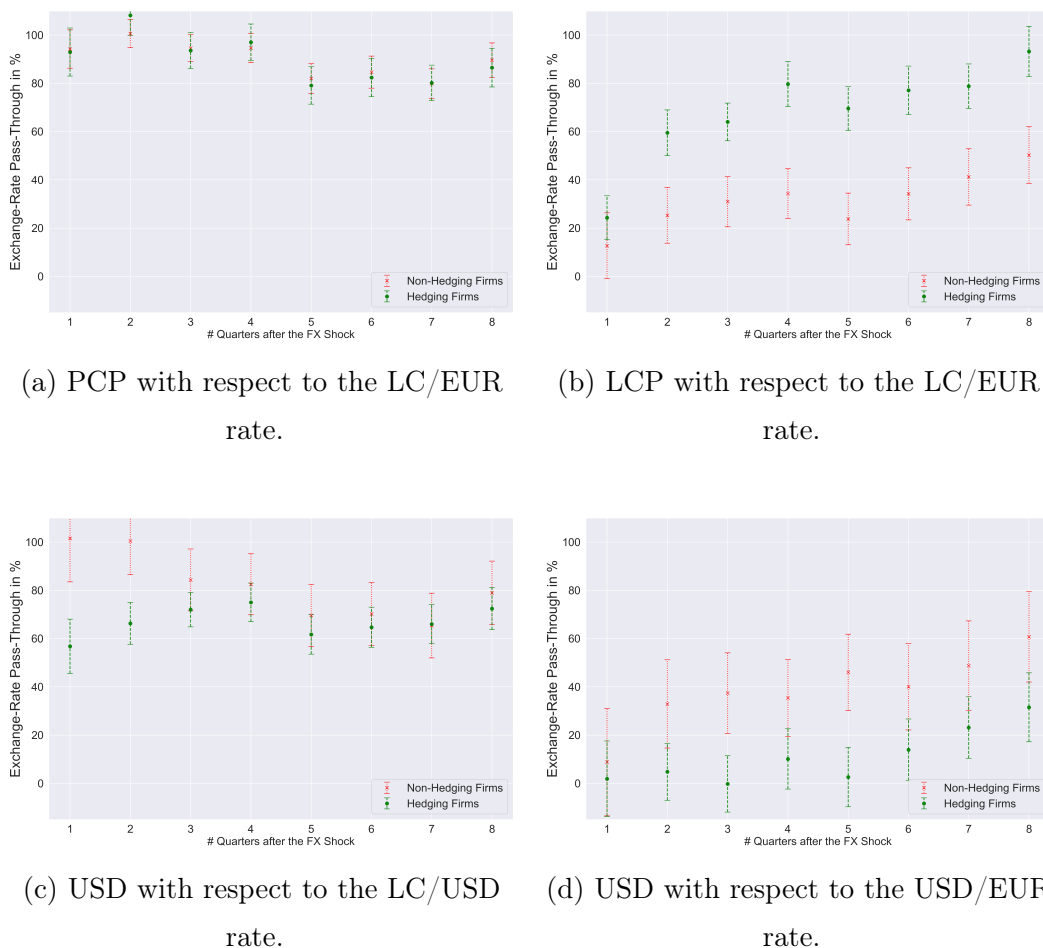 Exchange-Rate Pass-Through in %
100
80
60
40
20
0
Non-Hedging Firms
Hedging Firms
1 2 3 4 5 6 7 8
# Quarters after the FX Shock
(a) PCP with respect to the LC/EUR
rate.
Exchange-Rate Pass-Through in %
100
80
60
40
20
0
Non-Hedging Firms
Hedging Firms
1 2 3 4 5 6 7 8
# Quarters after the FX Shock
(b) LCP with respect to the LC/EUR
rate.
Exchange-Rate Pass-Through in %
100
80
60
40
20
0
Non-Hedging Firms
Hedging Firms
1 2 3 4 5 6 7 8
# Quarters after the FX Shock
(c) USD with respect to the LC/USD
rate.
Exchange-Rate Pass-Through in %
100
80
60
40
20
0
Non-Hedging Firms
Hedging Firms
1 2 3 4 5 6 7 8
# Quarters after the FX Shock
(d) USD with respect to the USD/EUR
rate.